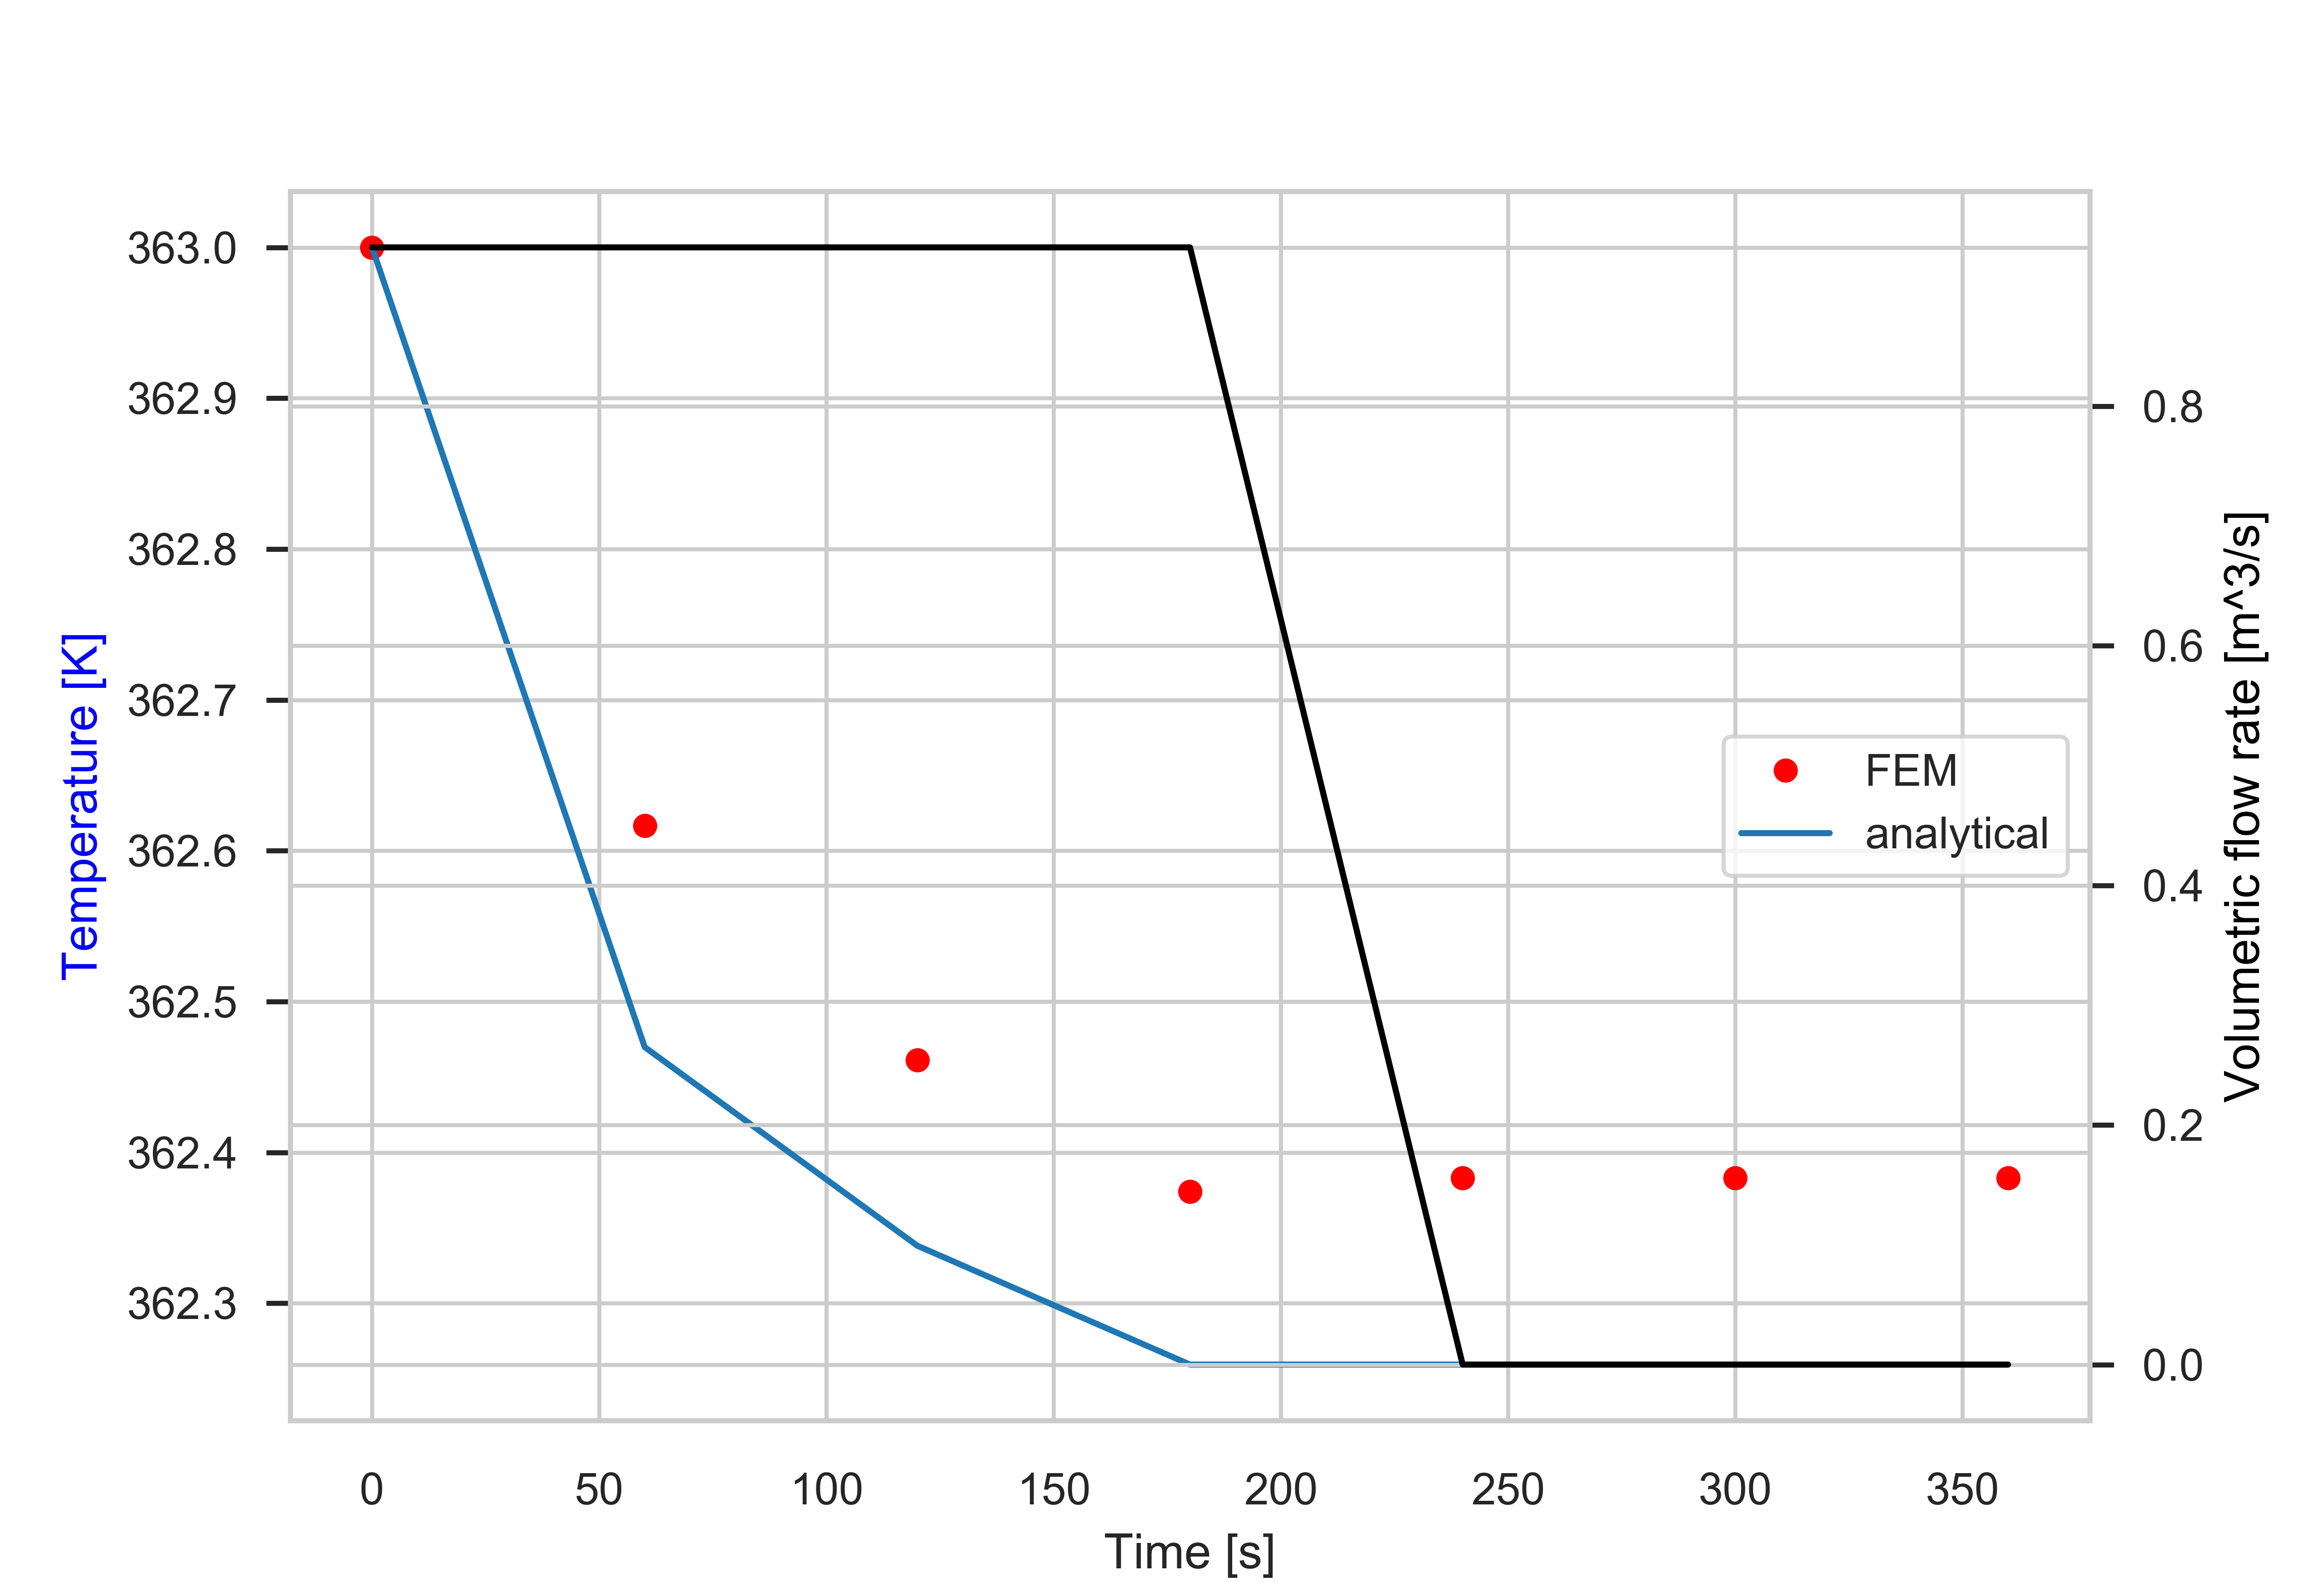 363.0
362.9
362.8
362.7
362.6
362.5
362.4
362.3
Temperature [K]
0.8
0.6
0.4
0.2
0.0
Volumetric flow rate [m^3/s]
FEM
analytical
0 50 100 150 200 250 300 350
Time [s]